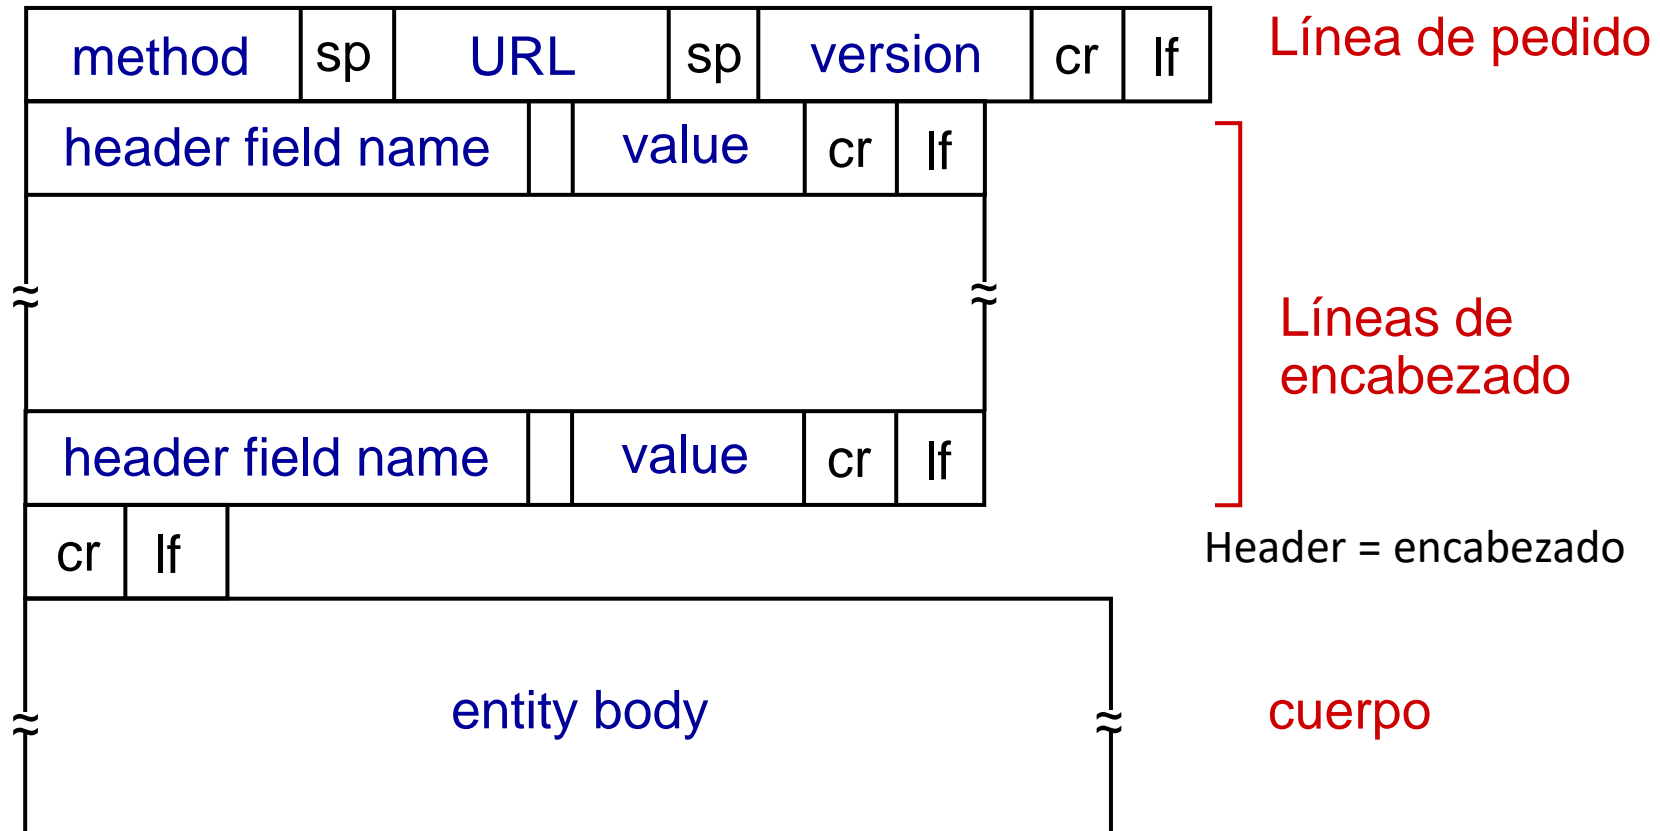 method sp URL sp version cr lf Línea de pedido
header field name value cr lf
Líneas de
encabezado
header field name value cr lf
cr lf
Header = encabezado
entity body cuerpo